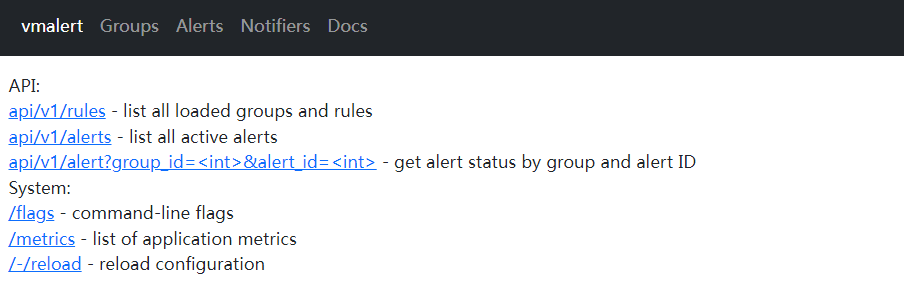 vmalert Groups Alerts Notifiers Docs
API:
api/v1/rules - list all loaded groups and rules
api/v1/alerts - list all active alerts
api/v1/alert?group_id=<int>&alert_id=<int> - get alert status by group and alert ID
System:
/flags - command-line flags
/metrics - list of application metrics
/-/reload - reload configuration